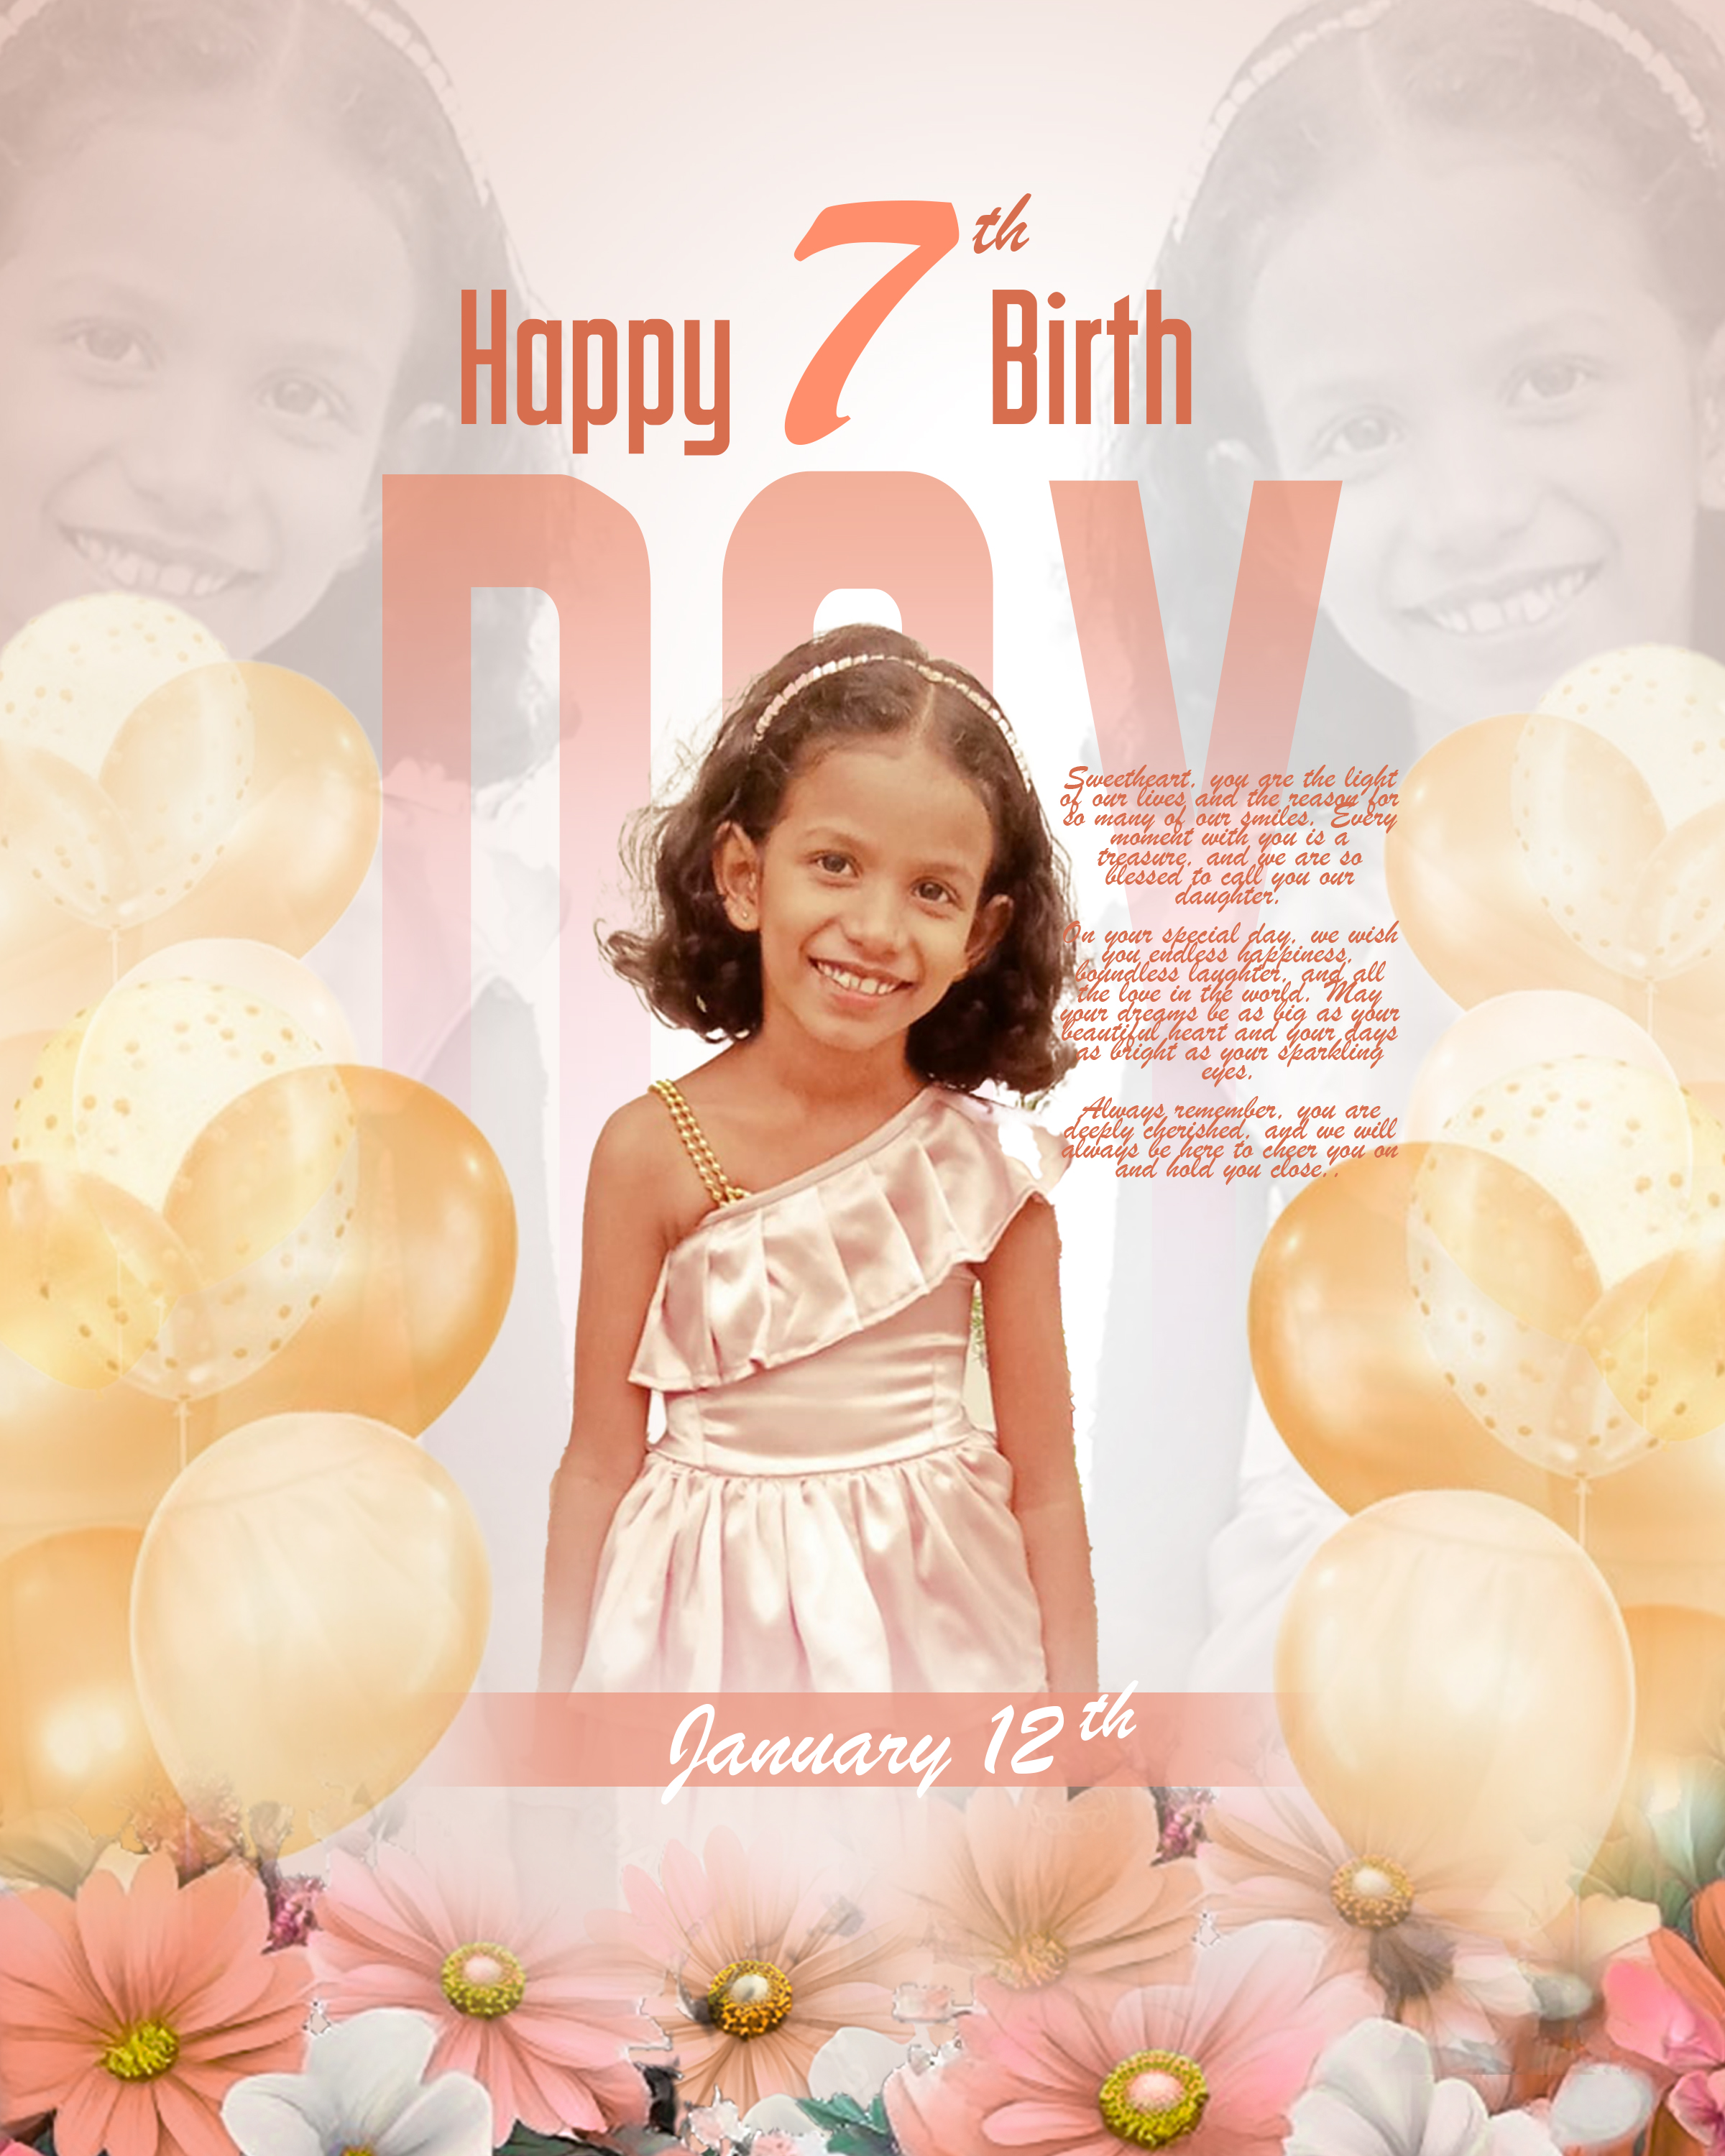 Happy 7th Birth
DAY
Sweetheart, you are the light
of our lives and the reason for
so many of our smiles. Every
moment with you is a
treasure, and we are so
blessed to call you our
daughter.
On your special day, we wish
you endless happiness,
boundless laughter, and all
the love in the world. May
your dreams be as big as your
beautiful heart and your days
as bright as your sparkling
eyes.
Always remember, you are
deeply cherished, and we will
always be here to cheer you on
and hold you close..
January 12th